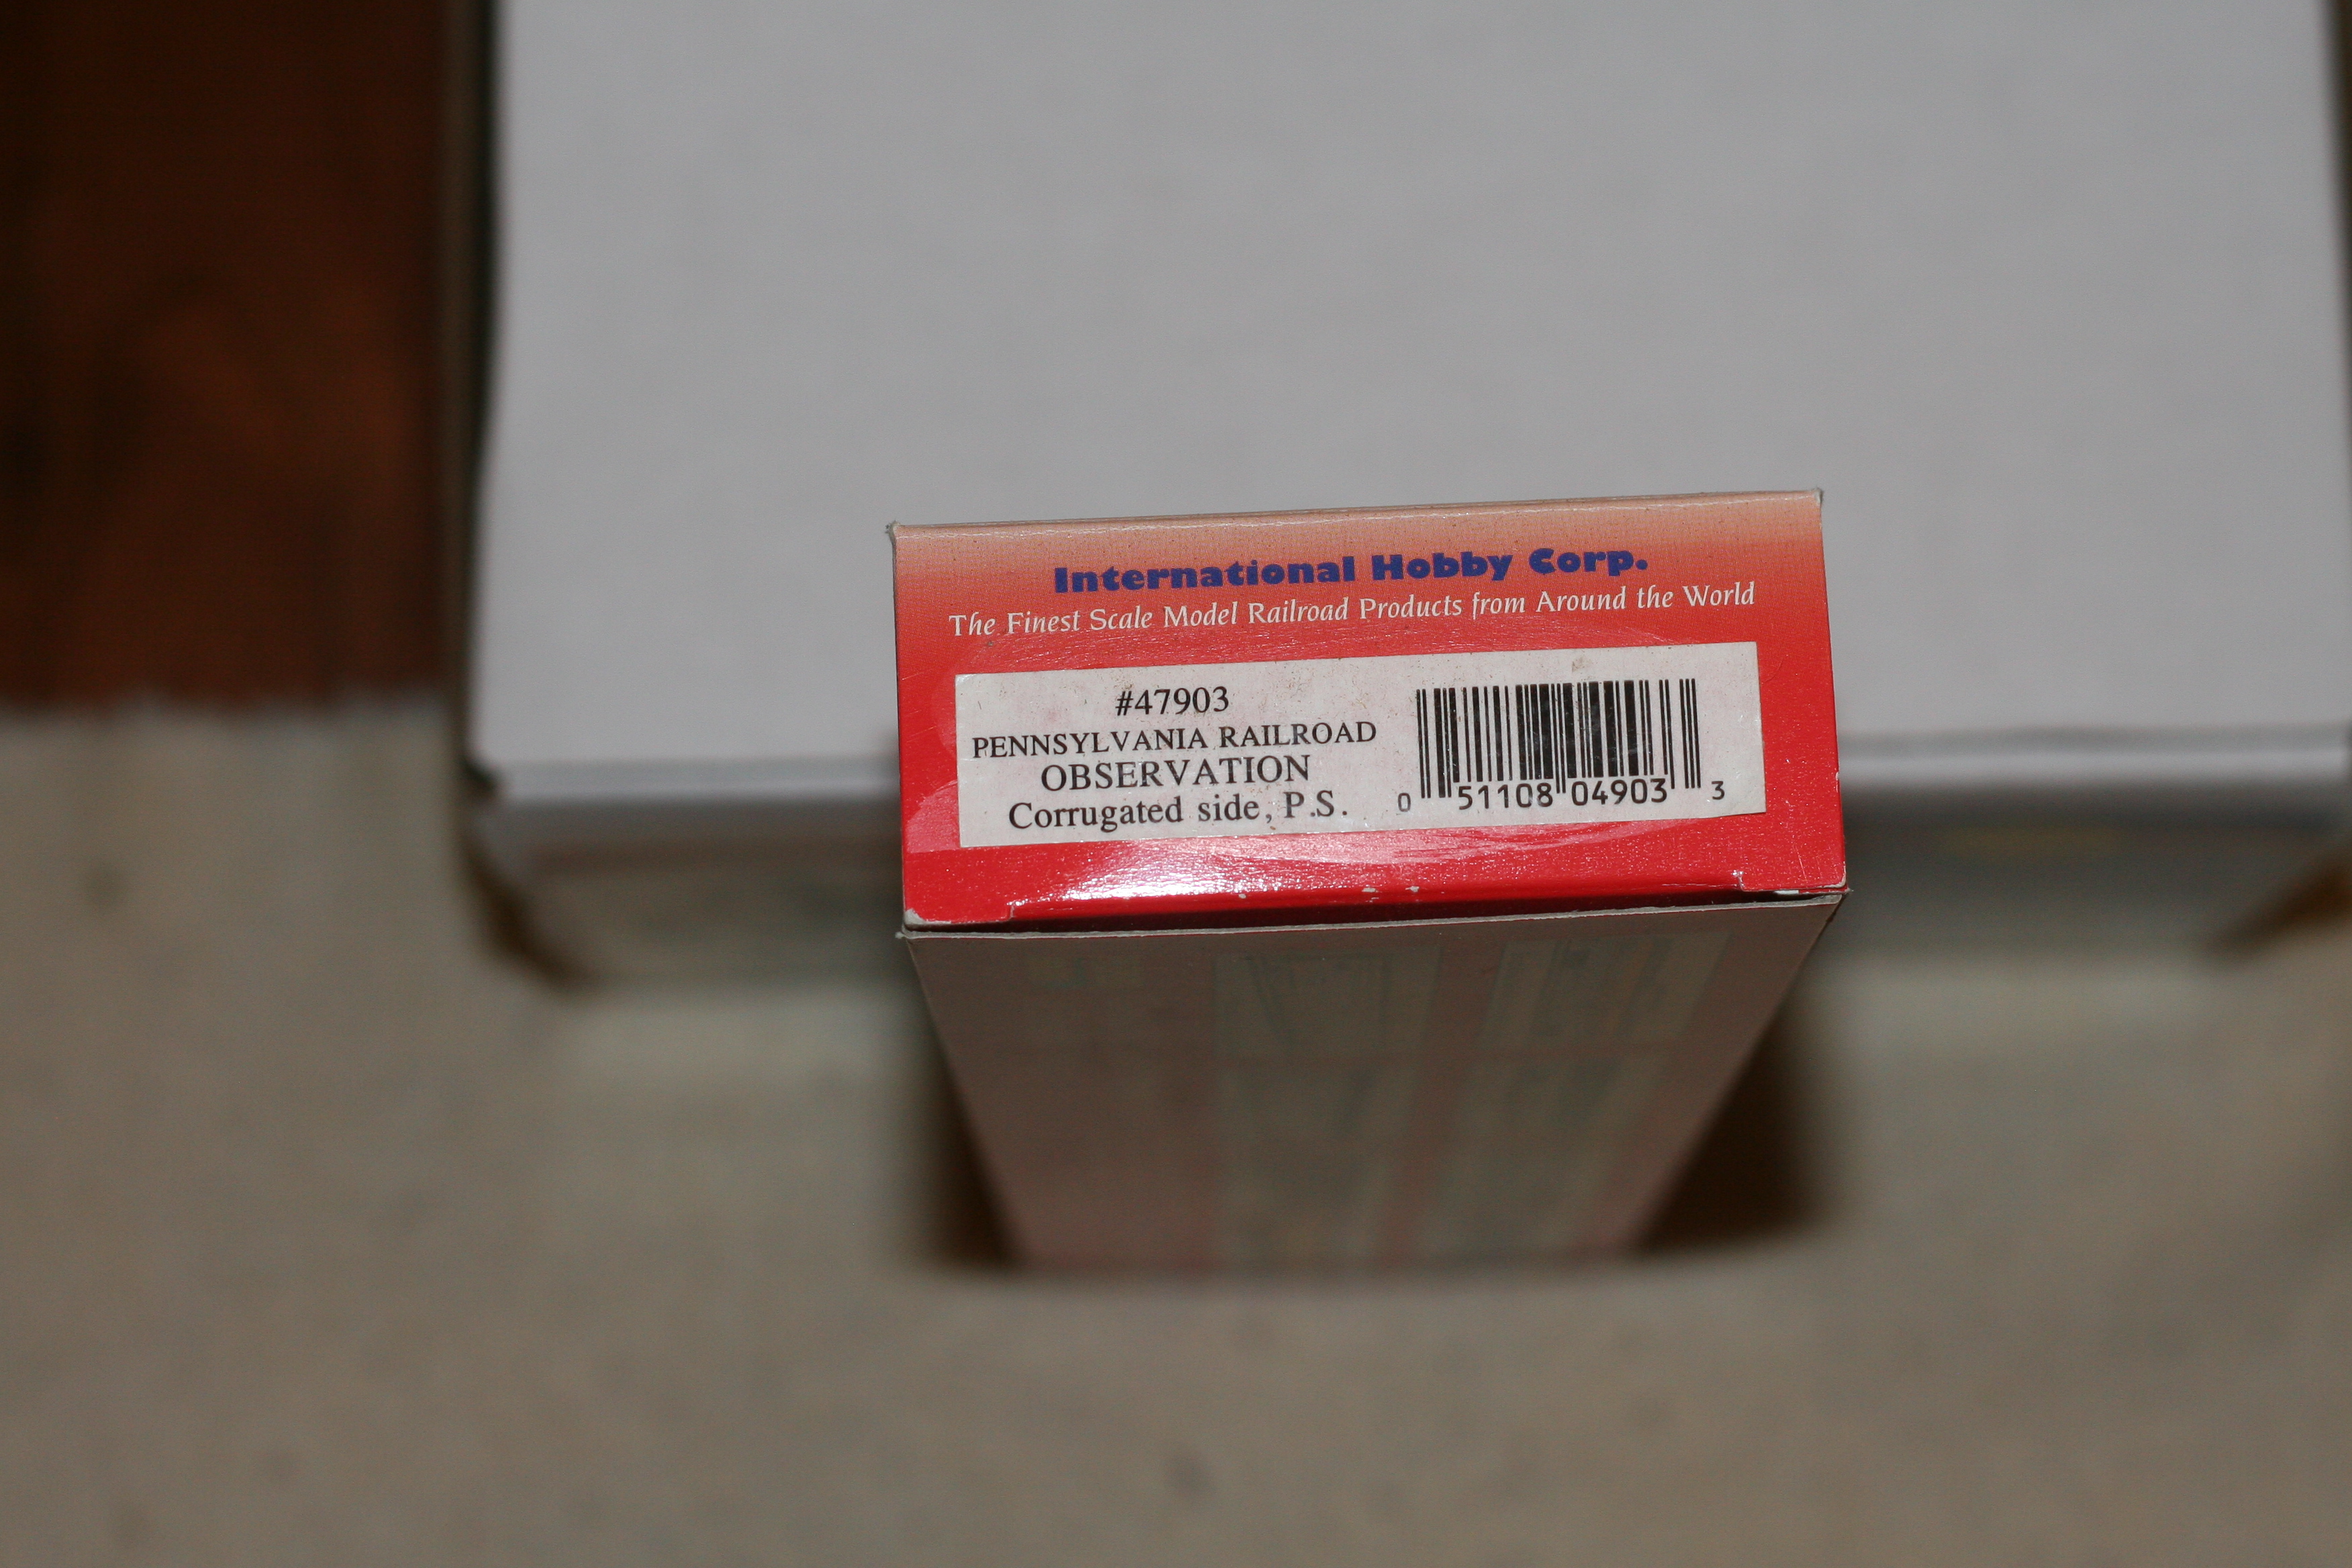 International Hobby Corp.
The Finest Scale Model Railroad Products from Around the World
#47903
PENNSYLVANIA RAILROAD
OBSERVATION
Corrugated side, P.S.
0 51108 04903 3